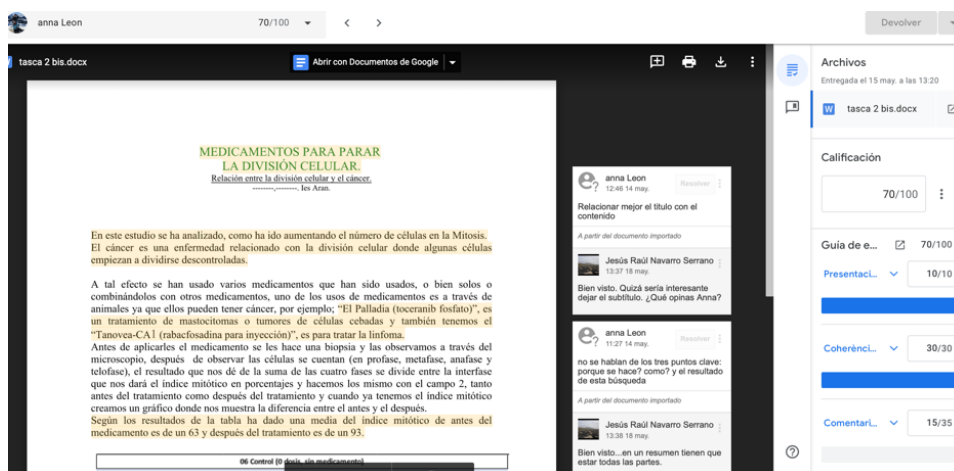 anna Leon
70/100
Devolver
tasca 2 bis.docx
Abrir con Documentos de Google
MEDICAMENTOS PARA PARAR
LA DIVISIÓN CELULAR.
Relación entre la división celular y el cáncer.
--------,--------. Ies Aran.
En este estudio se ha analizado, como ha ido aumentando el número de células en la Mitosis.
El cáncer es una enfermedad relacionado con la división celular donde algunas células
empiezan a dividirse descontroladas.
A tal efecto se han usado varios medicamentos que han sido usados, o bien solos o
combinándolos con otros medicamentos, uno de los usos de medicamentos es a través de
animales ya que ellos pueden tener cáncer, por ejemplo; “El Palladia (toceranib fosfato)”, es
un tratamiento de mastocitomas o tumores de células cebadas y también tenemos el
“Tanovea-CA1 (rabacfosadina para inyección)”, es para tratar la linfoma.
Antes de aplicarles el medicamento se les hace una biopsia y las observamos a través del
microscopio, después de observar las células se cuentan (en profase, metafase, anafase y
telofase), el resultado que nos dé de la suma de las cuatro fases se divide entre la interfase
que nos dará el índice mitótico en porcentajes y hacemos los mismo con el campo 2, tanto
antes del tratamiento como después del tratamiento y cuando ya tenemos el índice mitótico
creamos un gráfico donde nos muestra la diferencia entre el antes y el después.
Según los resultados de la tabla ha dado una media del índice mitótico de antes del
medicamento es de un 63 y después del tratamiento es de un 93.
06 Control (0 dosis, sin medicamento)
anna Leon
12:46 14 may.
Resolver
Relacionar mejor el titulo con el
contenido
A partir del documento importado
Jesús Raúl Navarro Serrano
13:37 18 may.
Bien visto. Quizá sería interesante
dejar el subtítulo. ¿Qué opinas Anna?
anna Leon
11:27 14 may.
Resolver
no se hablan de los tres puntos clave:
porque se hace? como? y el resultado
de esta búsqueda
A partir del documento importado
Jesús Raúl Navarro Serrano
13:38 18 may.
Bien visto...en un resumen tienen que
estar todas las partes.
Archivos
Entregada el 15 may. a las 13:20
W tasca 2 bis.docx
Calificación
70/100
Guía de e... 70/100
Presentaci... 10/10
Coherènci... 30/30
Comentari... 15/35